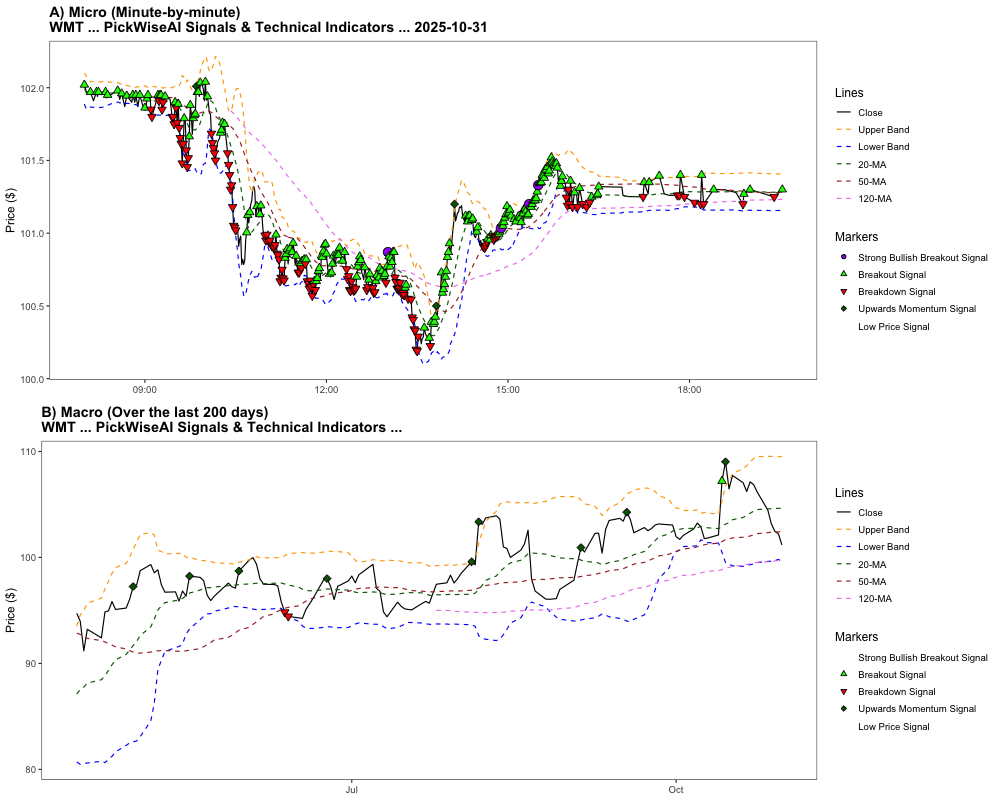 A) Micro (Minute-by-minute)
WMT ... PickWiseAI Signals & Technical Indicators ... 2025-10-31
Price ($)
102.0
101.5
101.0
100.5
100.0
09:00
12:00
15:00
18:00
Lines
Close
Upper Band
Lower Band
20-MA
50-MA
120-MA
Markers
Strong Bullish Breakout Signal
Breakout Signal
Breakdown Signal
Upwards Momentum Signal
Low Price Signal
B) Macro (Over the last 200 days)
WMT ... PickWiseAI Signals & Technical Indicators ...
Price ($)
110
100
90
80
Jul
Oct
Lines
Close
Upper Band
Lower Band
20-MA
50-MA
120-MA
Markers
Strong Bullish Breakout Signal
Breakout Signal
Breakdown Signal
Upwards Momentum Signal
Low Price Signal